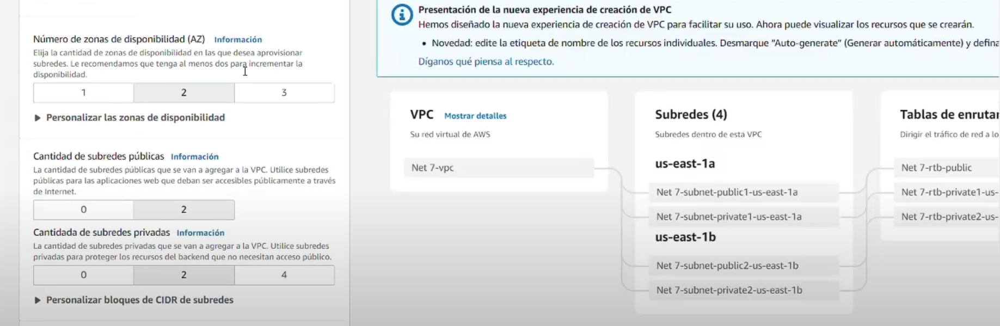 Número de zonas de disponibilidad (AZ) Información
Elija la cantidad de zonas de disponibilidad en las que desea aprovisionar
subredes. Le recomendamos que tenga al menos dos para incrementar la
disponibilidad.
1 2 3
Personalizar las zonas de disponibilidad
Cantidad de subredes públicas Información
La cantidad de subredes públicas que se van a agregar a la VPC. Utilice subredes
públicas para las aplicaciones web que deban ser accesibles públicamente a través
de Internet.
0 2
Cantidada de subredes privadas Información
La cantidad de subredes privadas que se van a agregar a la VPC. Utilice subredes
privadas para proteger los recursos del backend que no necesitan acceso público.
0 2 4
Personalizar bloques de CIDR de subredes
Presentación de la nueva experiencia de creación de VPC
Hemos diseñado la nueva experiencia de creación de VPC para facilitar su uso. Ahora puede visualizar los recursos que se crearán.
• Novedad: edite la etiqueta de nombre de los recursos individuales. Desmarque "Auto-generate" (Generar automáticamente) y defina
Díganos qué piensa al respecto.
VPC Mostrar detalles
Su red virtual de AWS
Net 7-vpc
Subredes (4)
Subredes dentro de esta VPC
us-east-1a
Net 7-subnet-public1-us-east-1a
Net 7-subnet-private1-us-east-1a
us-east-1b
Net 7-subnet-public2-us-east-1b
Net 7-subnet-private2-us-east-1b
Tablas de enrutar
Dirigir el tráfico de red a lo
Net 7-rtb-public
Net 7-rtb-private1-us-
Net 7-rtb-private2-us-